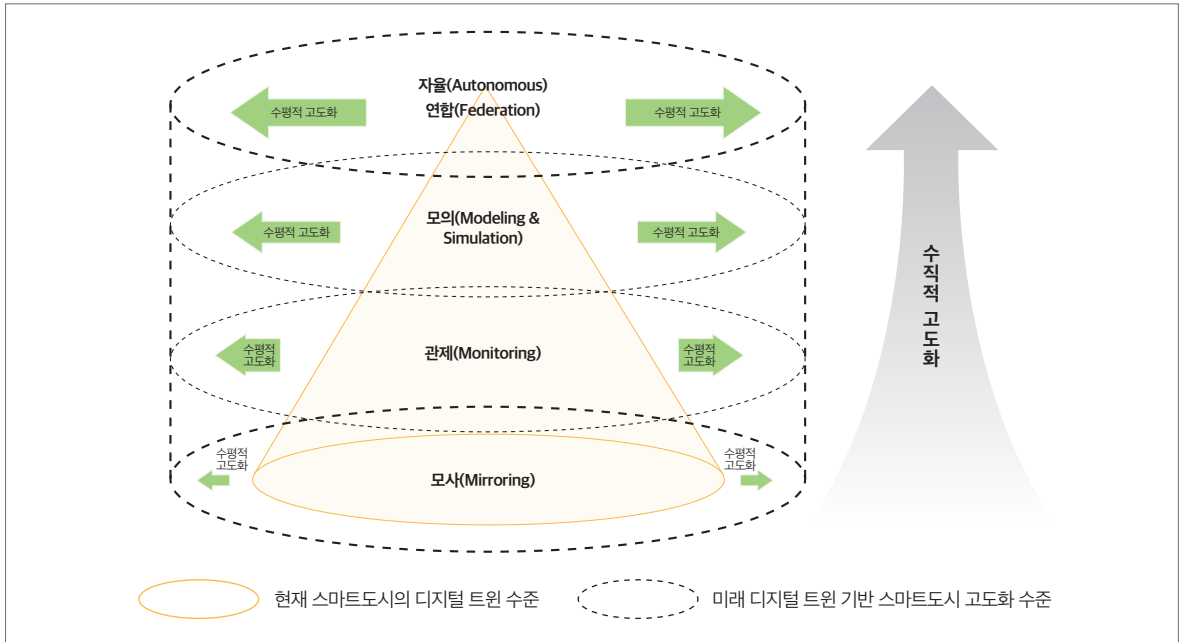 자율(Autonomous)
연합(Federation)
수평적 고도화
수평적 고도화
모의(Modeling &
Simulation)
수평적 고도화
수평적 고도화
관제(Monitoring)
수평적
고도화
수평적
고도화
모사(Mirroring)
수평적
고도화
수평적
고도화
수직적 고도화
현재 스마트도시의 디지털 트윈 수준
미래 디지털 트윈 기반 스마트도시 고도화 수준